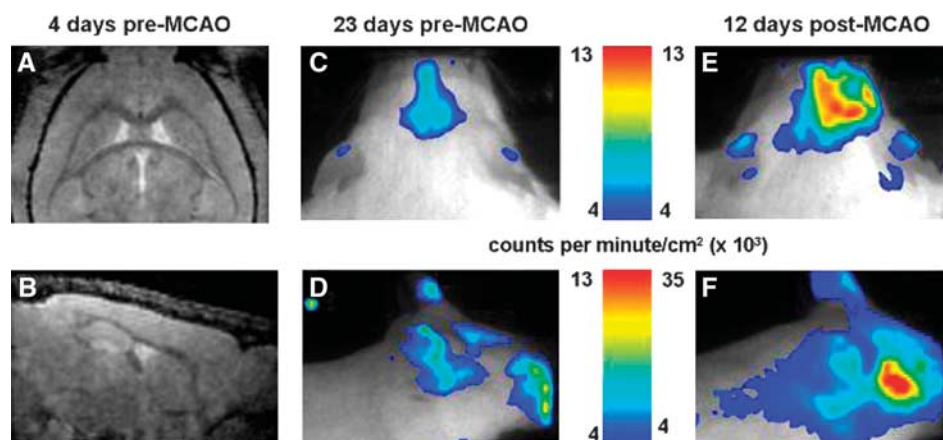 4 days pre-MCAO 23 days pre-MCAO 12 days post-MCAO
A C 13 13 E
4 4
counts per minute/cm² (x 10³)
B D 13 35 F
4 4